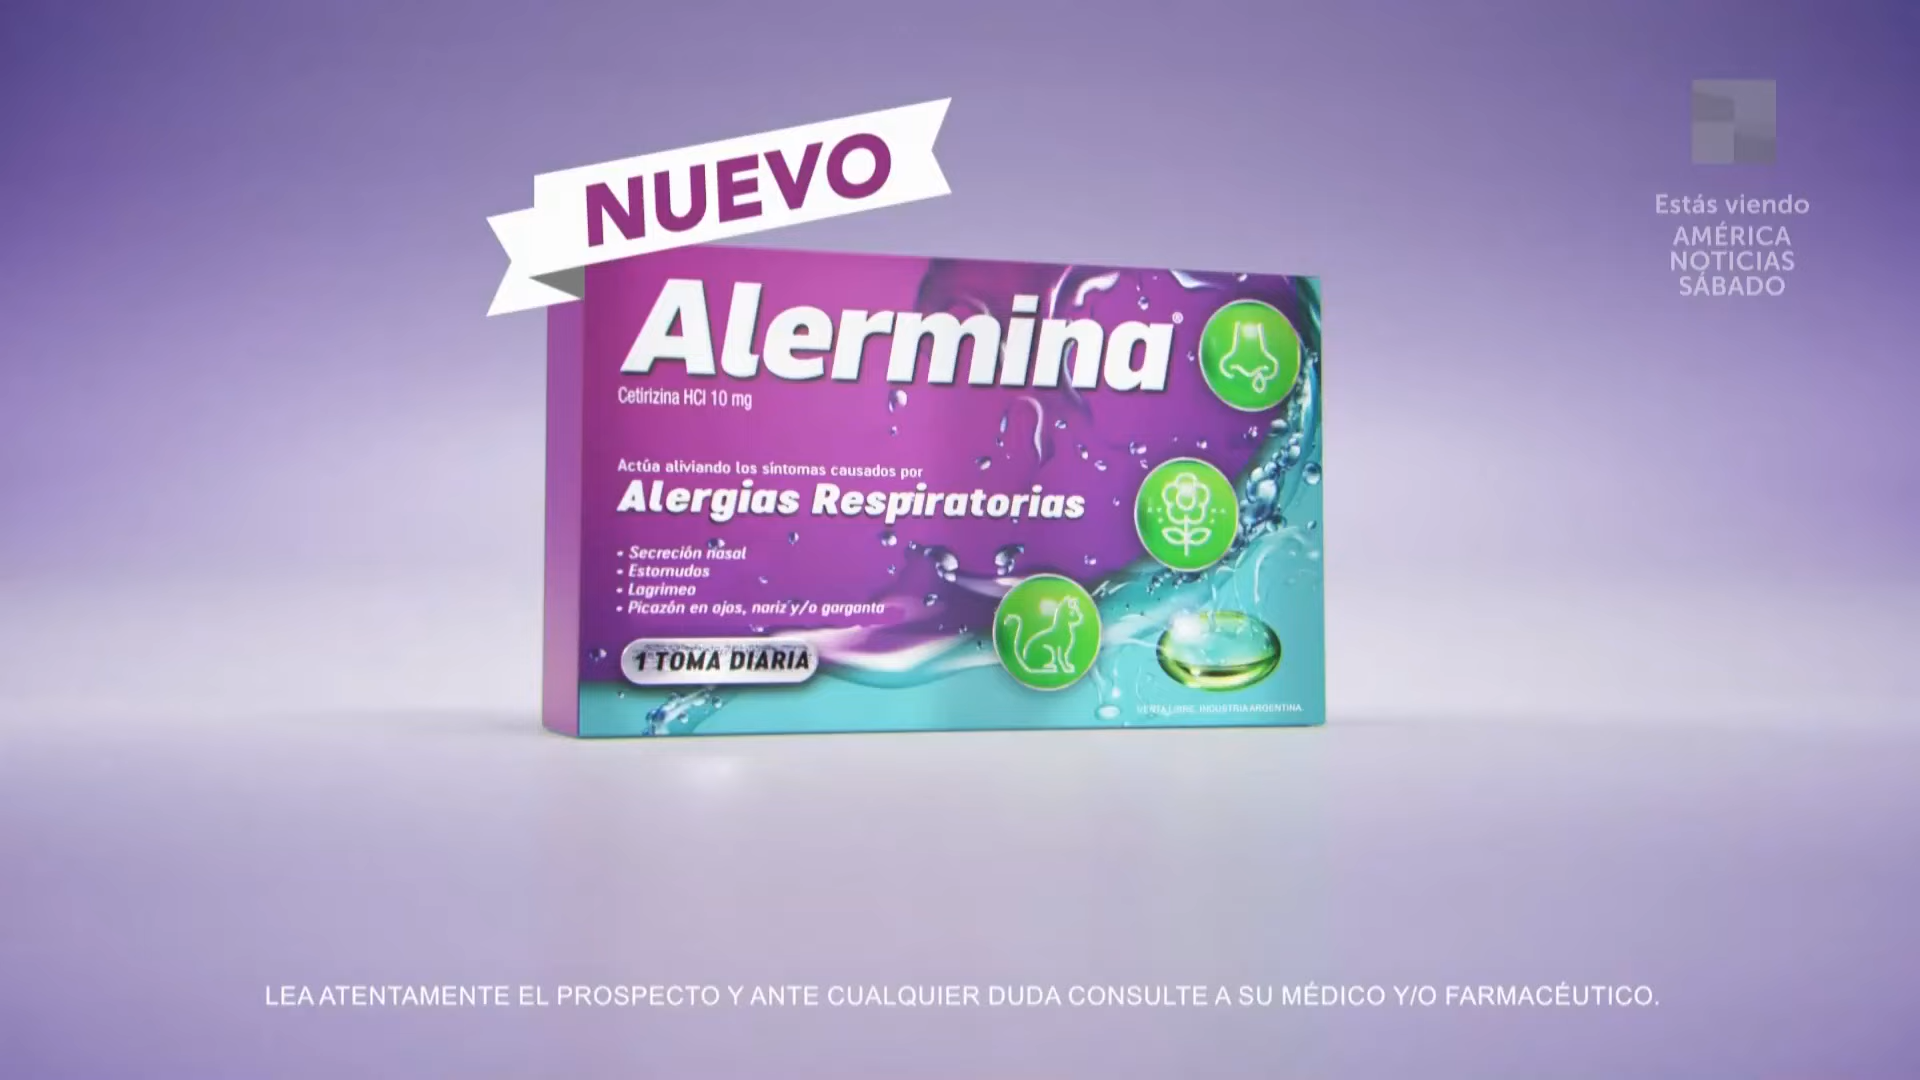 NUEVO
Alermina®
Cetirizina HCl 10 mg
Actúa aliviando los síntomas causados por
Alergias Respiratorias
• Secreción nasal
• Estornudos
• Lagrimeo
• Picazón en ojos, nariz y/o garganta
1 TOMA DIARIA
VENTA LIBRE. INDUSTRIA ARGENTINA.
Estás viendo
AMÉRICA
NOTICIAS
SÁBADO
LEA ATENTAMENTE EL PROSPECTO Y ANTE CUALQUIER DUDA CONSULTE A SU MÉDICO Y/O FARMACÉUTICO.